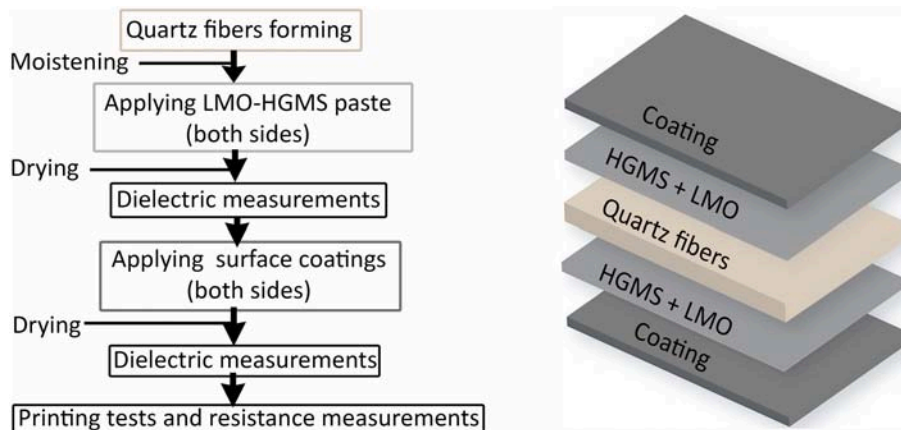 Quartz fibers forming
Moistening
Applying LMO-HGMS paste
(both sides)
Drying
Dielectric measurements
Applying surface coatings
(both sides)
Drying
Dielectric measurements
Printing tests and resistance measurements
Coating
HGMS + LMO
Quartz fibers
HGMS + LMO
Coating